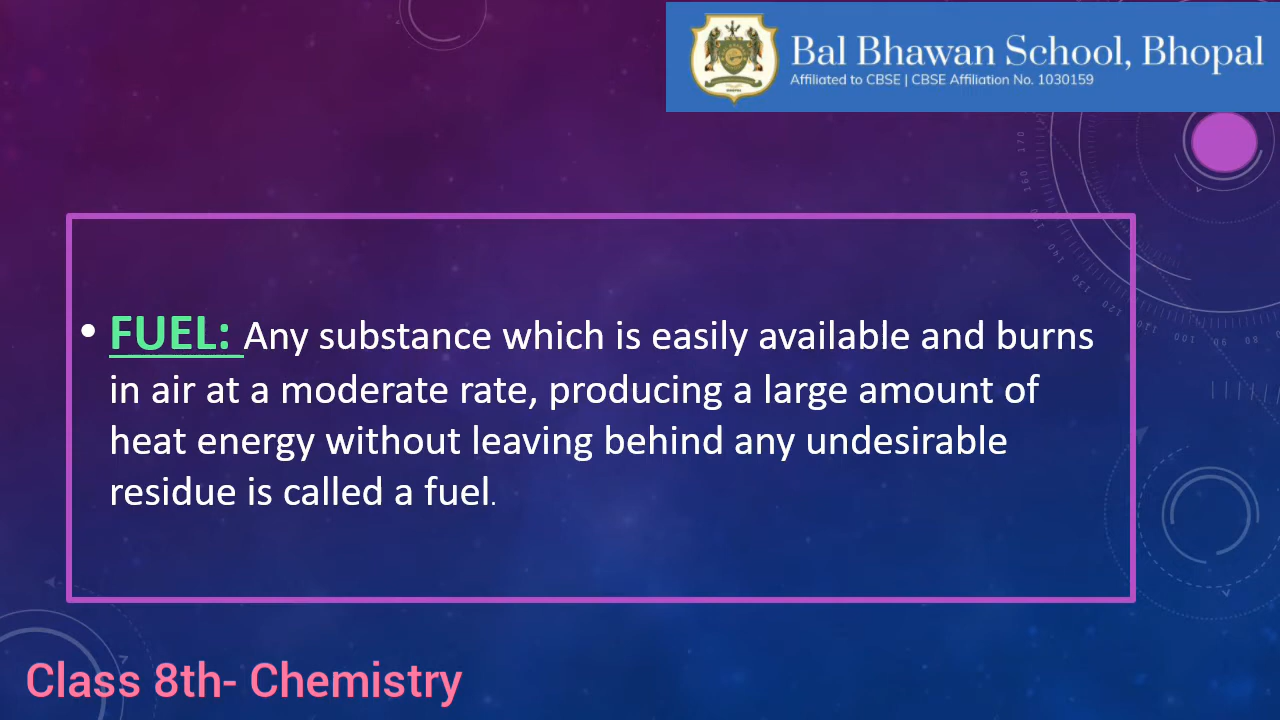 Bal Bhawan School, Bhopal
Affiliated to CBSE | CBSE Affiliation No. 1030159
• FUEL: Any substance which is easily available and burns
in air at a moderate rate, producing a large amount of
heat energy without leaving behind any undesirable
residue is called a fuel.
Class 8th- Chemistry